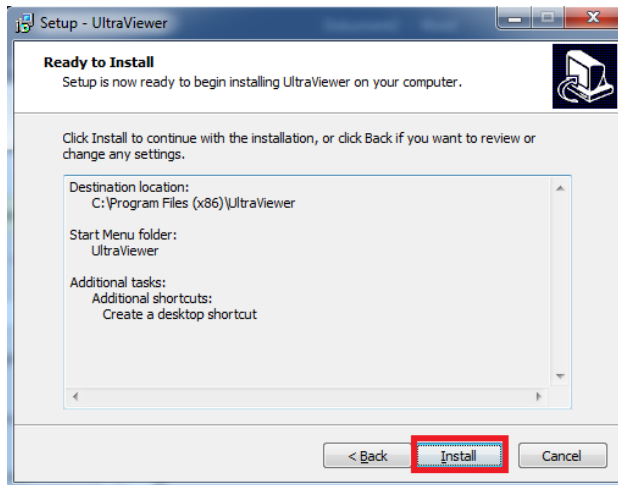 Setup - UltraViewer
Ready to Install
Setup is now ready to begin installing UltraViewer on your computer.
Click Install to continue with the installation, or click Back if you want to review or
change any settings.
Destination location:
C:\Program Files (x86)\UltraViewer
Start Menu folder:
UltraViewer
Additional tasks:
Additional shortcuts:
Create a desktop shortcut
< Back
Install
Cancel